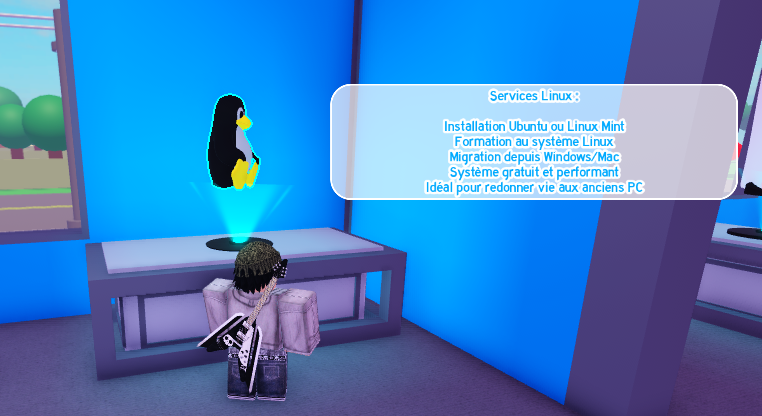 Services Linux :
Installation Ubuntu ou Linux Mint
Formation au système Linux
Migration depuis Windows/Mac
Système gratuit et performant
Idéal pour redonner vie aux anciens PC